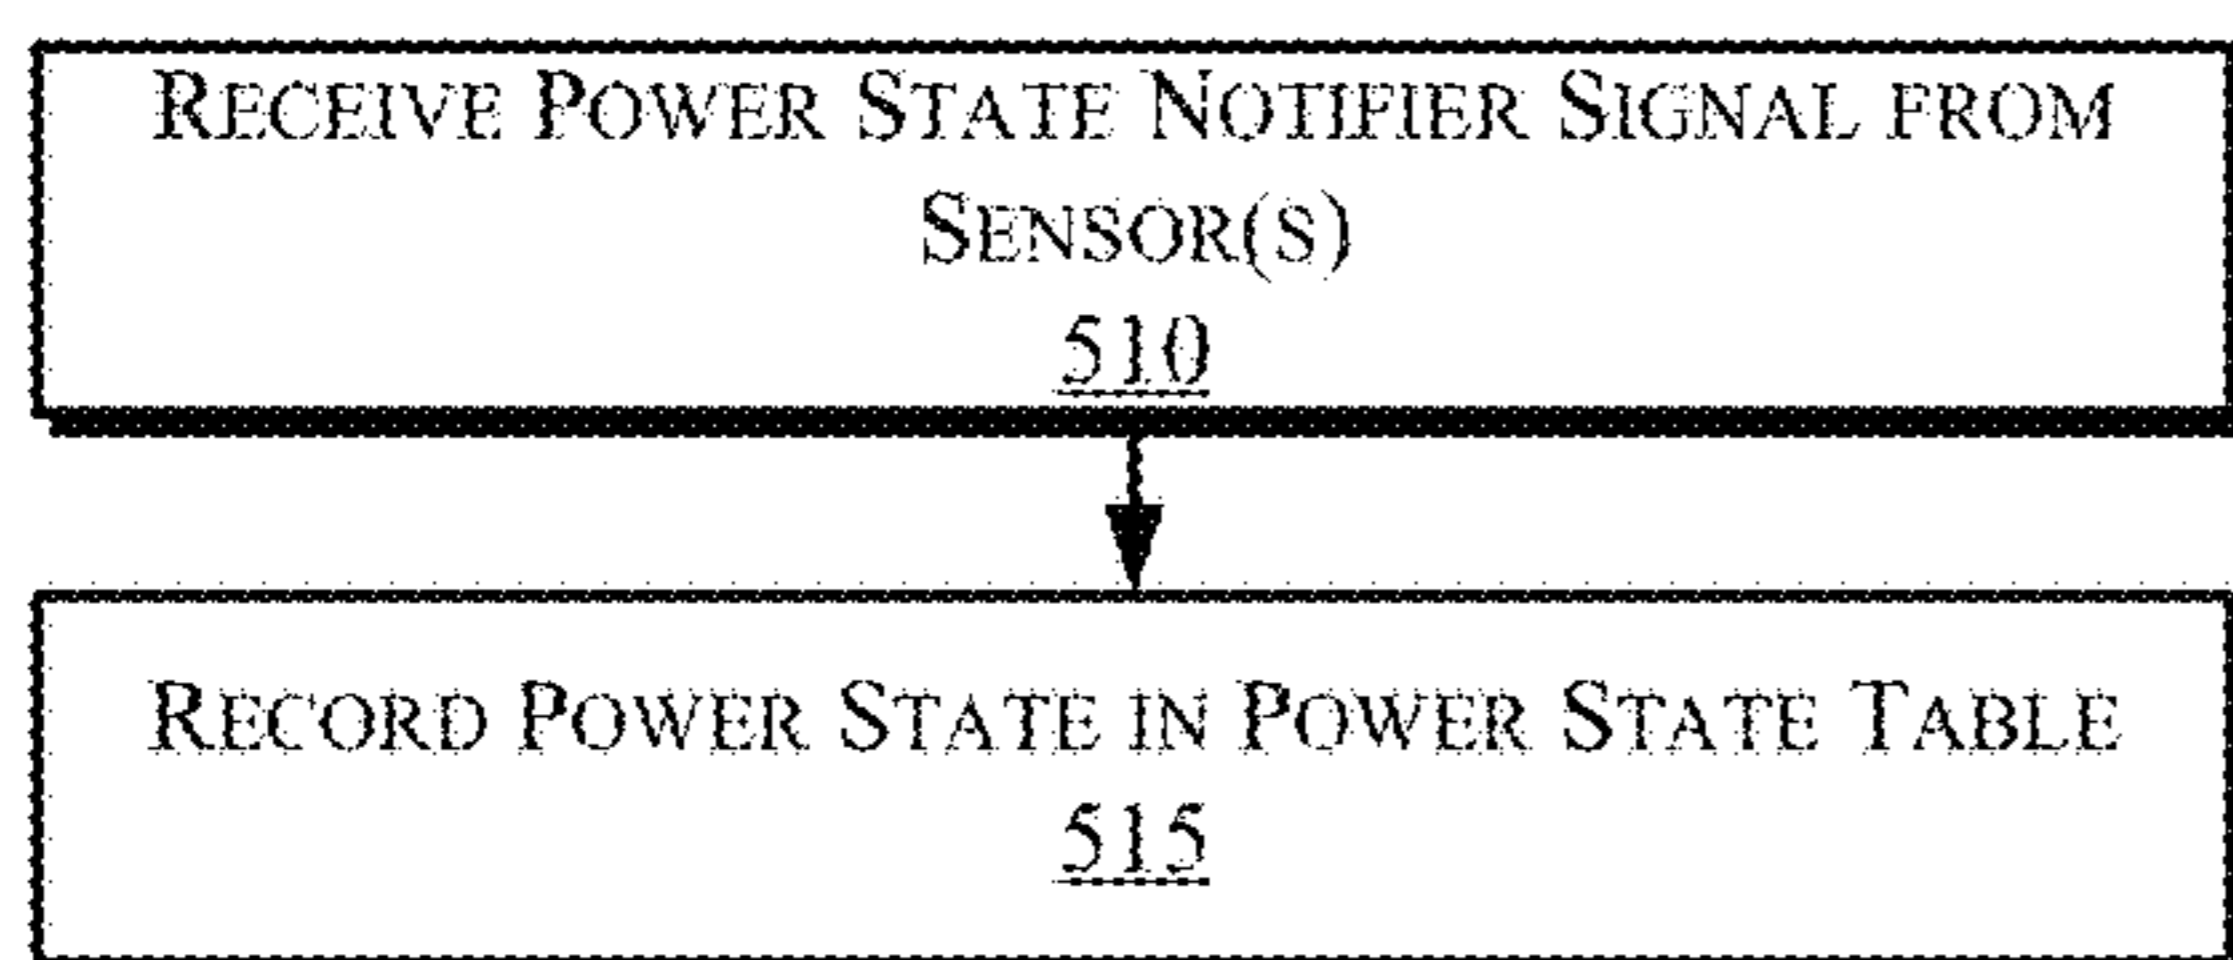 RECEIVE POWER STATE NOTIFIER SIGNAL FROM
SENSOR(S)
510
RECORD POWER STATE IN POWER STATE TABLE
515